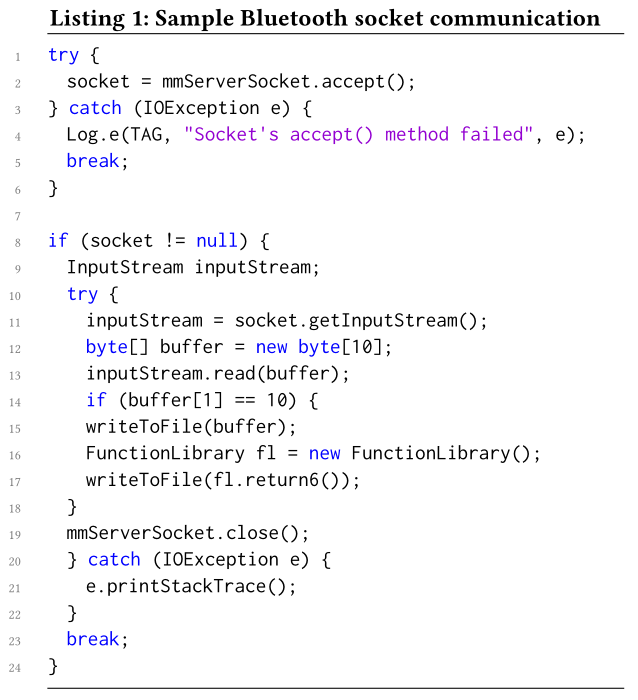 Listing 1: Sample Bluetooth socket communication
1 try {
2   socket = mmServerSocket.accept();
3 } catch (IOException e) {
4   Log.e(TAG, "Socket's accept() method failed", e);
5   break;
6 }
7
8 if (socket != null) {
9   InputStream inputStream;
10   try {
11     inputStream = socket.getInputStream();
12     byte[] buffer = new byte[10];
13     inputStream.read(buffer);
14     if (buffer[1] == 10) {
15     writeToFile(buffer);
16     FunctionLibrary fl = new FunctionLibrary();
17     writeToFile(fl.return6());
18   }
19   mmServerSocket.close();
20   } catch (IOException e) {
21     e.printStackTrace();
22   }
23   break;
24 }